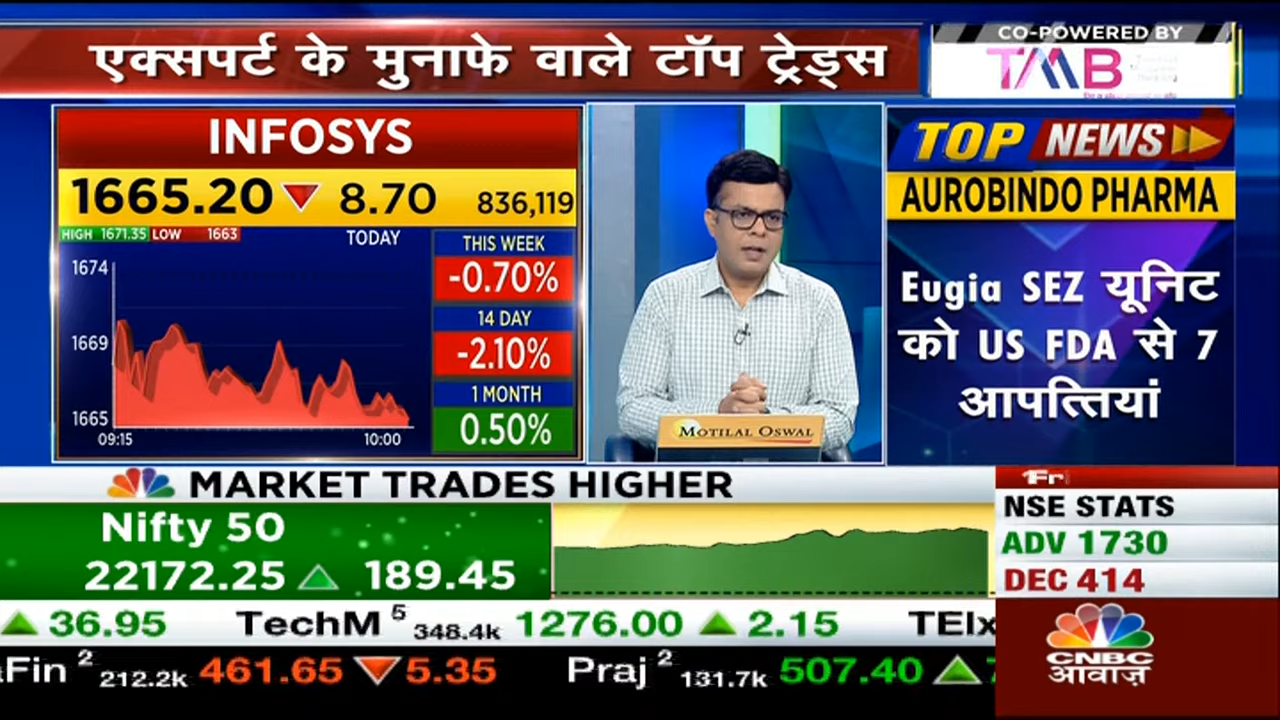 एक्सपर्ट के मुनाफे वाले टॉप ट्रेड्स
CO-POWERED BY
TMB
INFOSYS
1665.20 ▼ 8.70 836,119
HIGH 1671.35 LOW 1663
TODAY
1674
1669
1665
09:15 10:00
THIS WEEK
-0.70%
14 DAY
-2.10%
1 MONTH
0.50%
MOTILAL OSWAL
TOP NEWS
AUROBINDO PHARMA
Eugia SEZ यूनिट
को US FDA से 7
आपत्तियां
MARKET TRADES HIGHER
Nifty 50
22172.25 ▲ 189.45
NSE STATS
ADV 1730
DEC 414
▲ 36.95 TechM 5 348.4k 1276.00 ▲ 2.15 TElx
aFin 2 212.2k 461.65 ▼ 5.35 Praj 2 131.7k 507.40 ▲ 7
CNBC
आवाज़